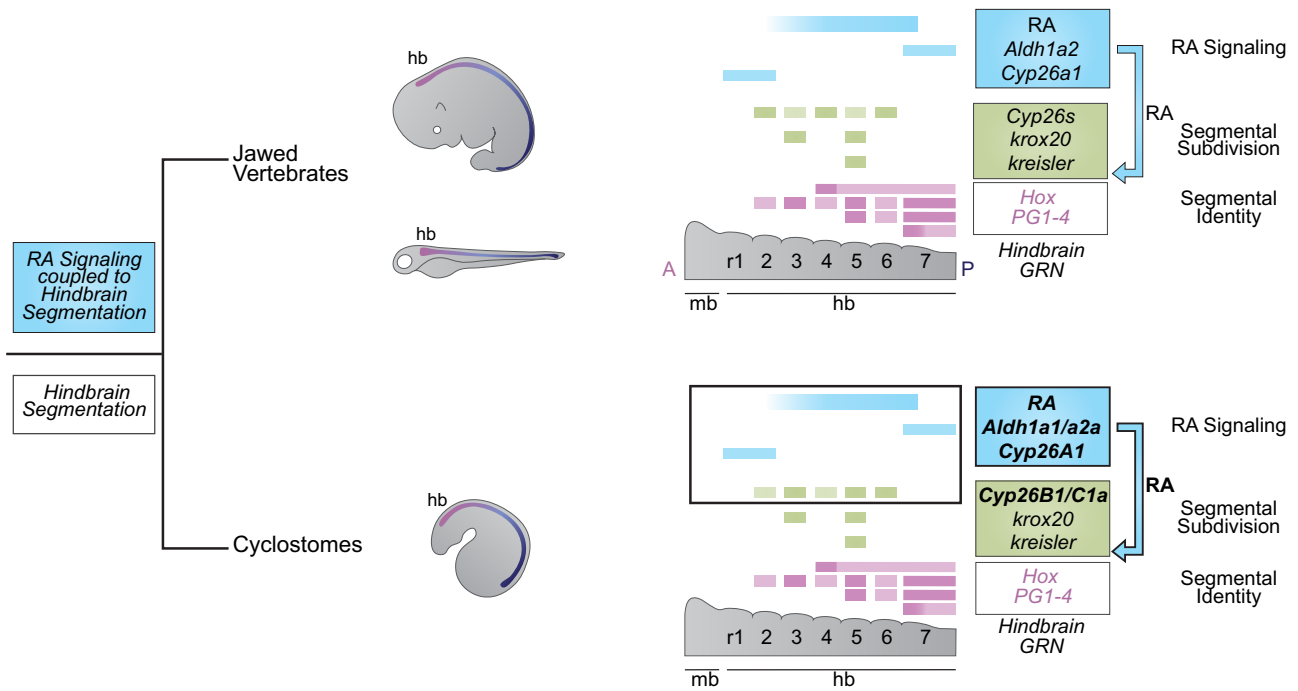 hb
Jawed
Vertebrates
hb
RA Signaling
coupled to
Hindbrain
Segmentation
Hindbrain
Segmentation
hb
Cyclostomes
RA
Aldh1a2
Cyp26a1
RA Signaling
RA
Cyp26s
krox20
kreisler
Segmental
Subdivision
Hox
PG1-4
Segmental
Identity
Hindbrain
GRN
A
r1 2 3 4 5 6 7
P
mb
hb
RA
Aldh1a1/a2a
Cyp26A1
RA Signaling
RA
Cyp26B1/C1a
krox20
kreisler
Segmental
Subdivision
Hox
PG1-4
Segmental
Identity
Hindbrain
GRN
r1 2 3 4 5 6 7
mb
hb